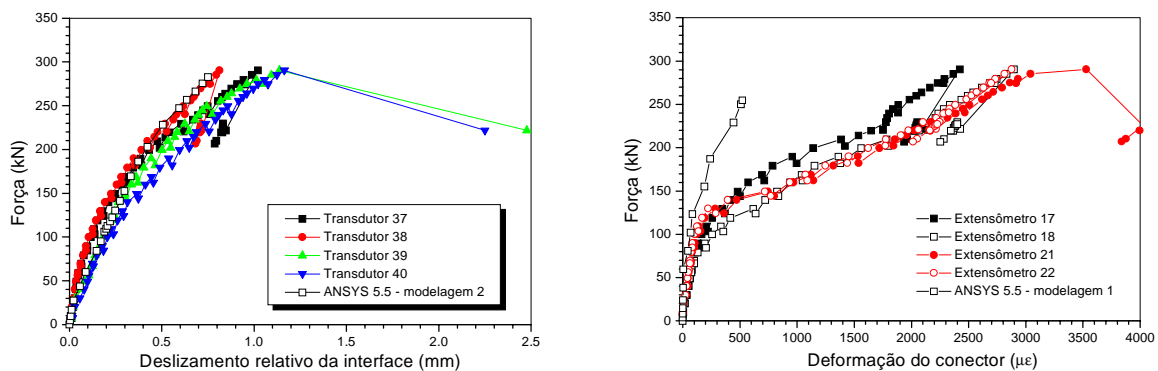 350
300
250
200
150
100
50
0
Força (kN)
0.0 0.5 1.0 1.5 2.0 2.5
Deslizamento relativo da interface (mm)
Transdutor 37
Transdutor 38
Transdutor 39
Transdutor 40
ANSYS 5.5 - modelagem 2
350
300
250
200
150
100
50
0
Força (kN)
0 500 1000 1500 2000 2500 3000 3500 4000
Deformação do conector (με)
Extensômetro 17
Extensômetro 18
Extensômetro 21
Extensômetro 22
ANSYS 5.5 - modelagem 1